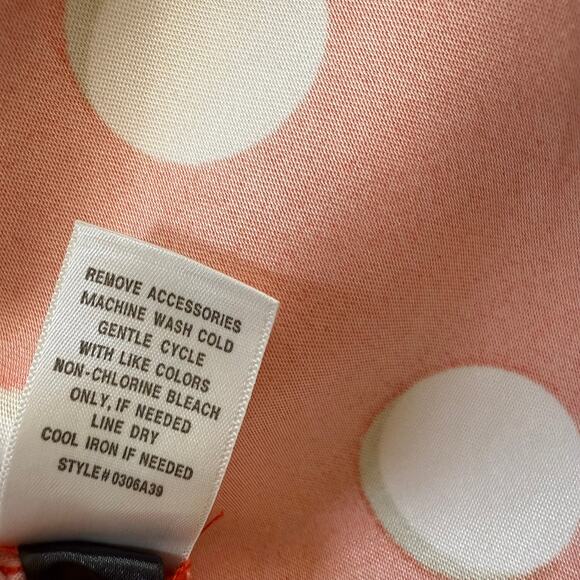 REMOVE ACCESSORIES
MACHINE WASH COLD
GENTLE CYCLE
WITH LIKE COLORS
NON-CHLORINE BLEACH
ONLY, IF NEEDED
LINE DRY
COOL IRON IF NEEDED
STYLE# 0306A39